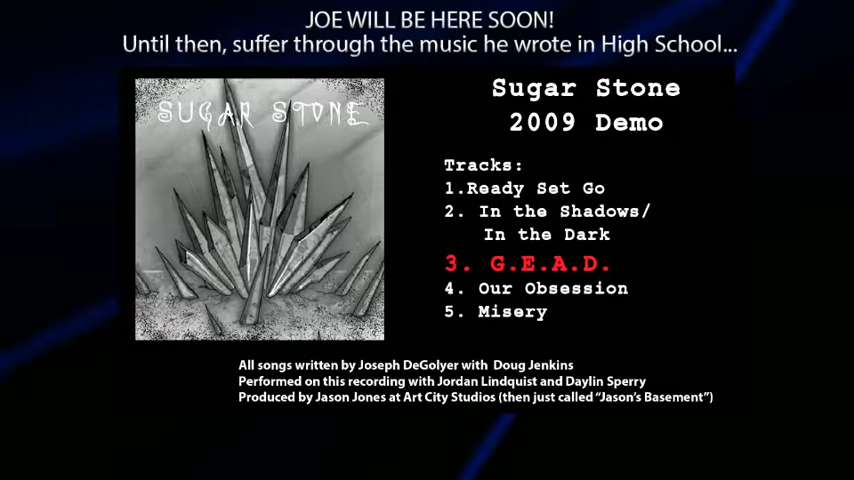 JOE WILL BE HERE SOON!
Until then, suffer through the music he wrote in High School...
SUGAR STONE
Sugar Stone
2009 Demo
Tracks:
1.Ready Set Go
2. In the Shadows/
In the Dark
3. G.E.A.D.
4. Our Obsession
5. Misery
All songs written by Joseph DeGolyer with Doug Jenkins
Performed on this recording with Jordan Lindquist and Daylin Sperry
Produced by Jason Jones at Art City Studios (then just called “Jason's Basement”)